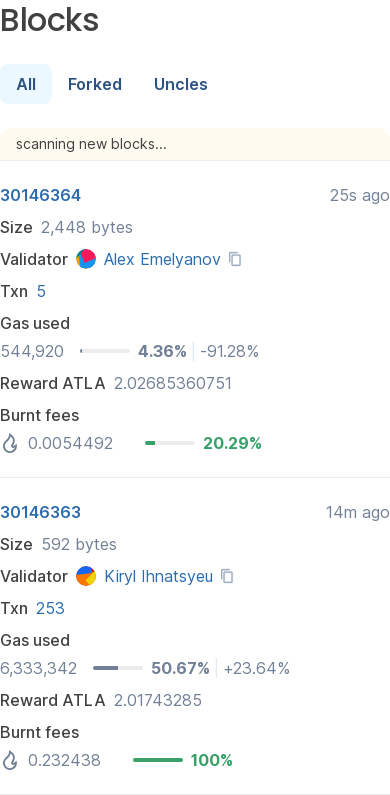 Blocks
All Forked Uncles
scanning new blocks...
30146364 25s ago
Size 2,448 bytes
Validator Alex Emelyanov
Txn 5
Gas used
544,920 4.36% -91.28%
Reward ATLA 2.02685360751
Burnt fees
0.0054492 20.29%
30146363 14m ago
Size 592 bytes
Validator Kiryl Ihnatsyeu
Txn 253
Gas used
6,333,342 50.67% +23.64%
Reward ATLA 2.01743285
Burnt fees
0.232438 100%